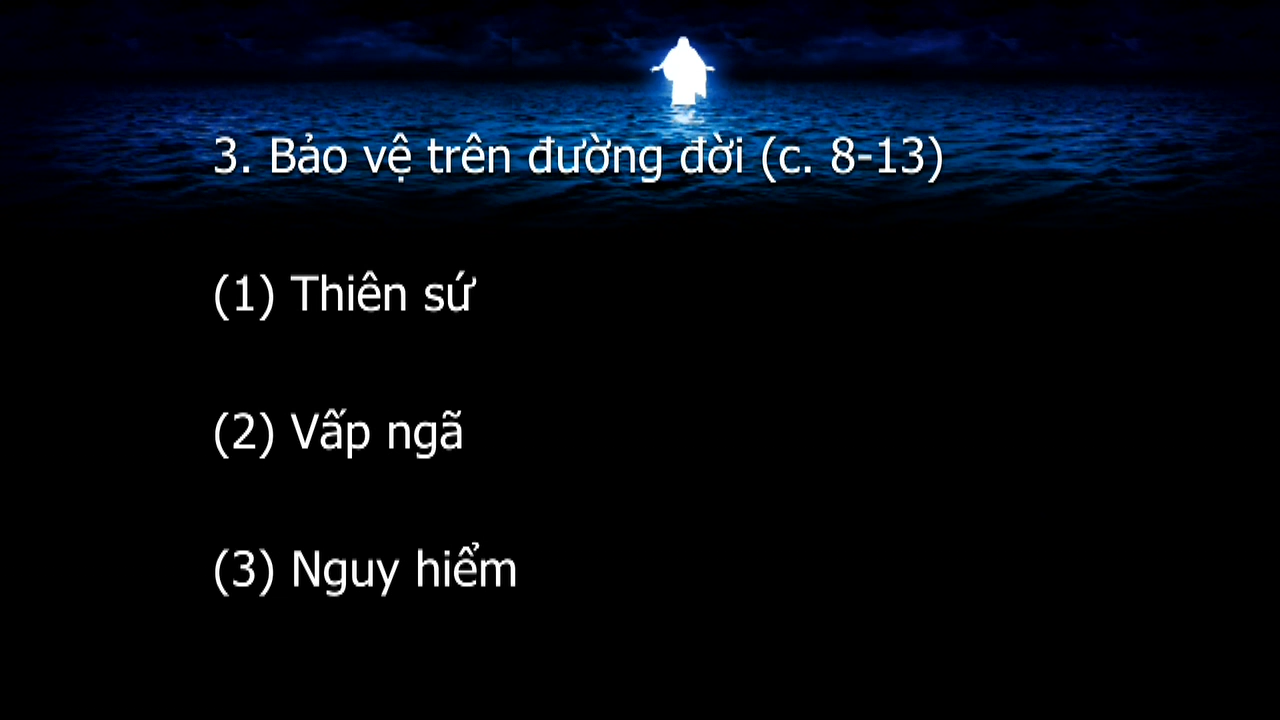 3. Bảo vệ trên đường đời (c. 8-13)
(1) Thiên sứ
(2) Vấp ngã
(3) Nguy hiểm